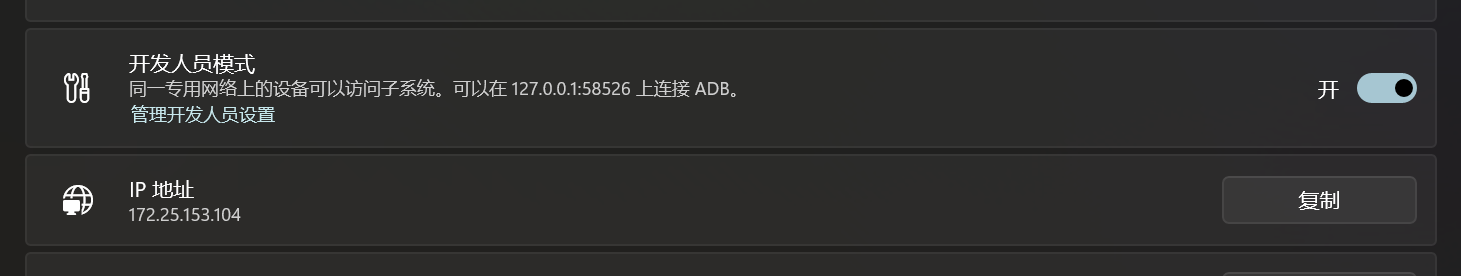 开发人员模式
同一专用网络上的设备可以访问子系统。可以在 127.0.0.1:58526 上连接 ADB。
管理开发人员设置
开
IP 地址
172.25.153.104
复制